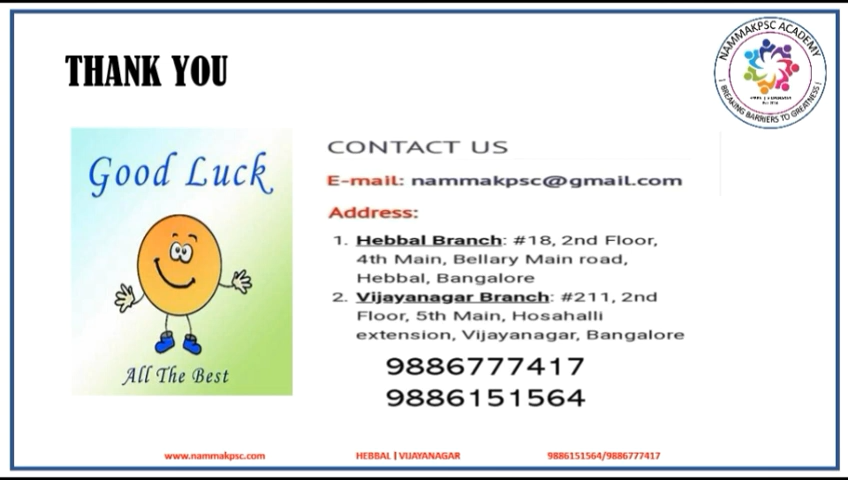 THANK YOU
NAMMAKPSC ACADEMY
| BREAKING BARRIERS TO GREATNESS |
Good Luck
All The Best
CONTACT US
E-mail: nammakpsc@gmail.com
Address:
1. Hebbal Branch: #18, 2nd Floor,
4th Main, Bellary Main road,
Hebbal, Bangalore
2. Vijayanagar Branch: #211, 2nd
Floor, 5th Main, Hosahalli
extension, Vijayanagar, Bangalore
9886777417
9886151564
www.nammakpsc.com
HEBBAL | VIJAYANAGAR
9886151564/9886777417